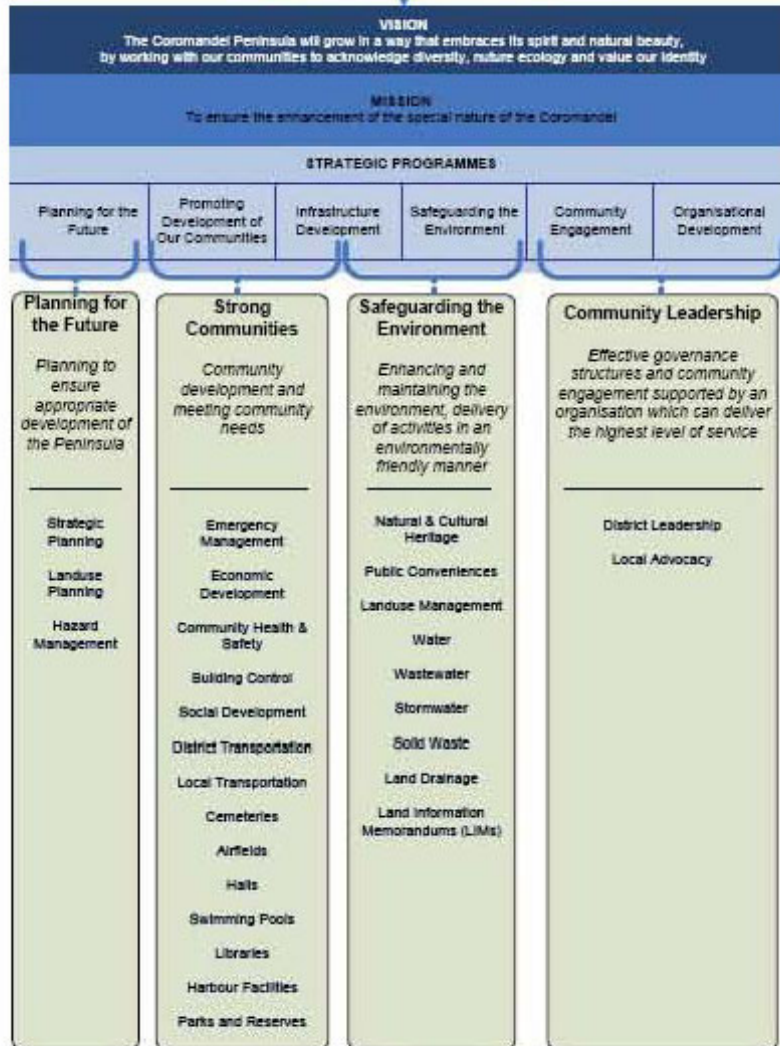 VISION
The Coromandel Peninsula will grow in a way that embraces its spirit and natural beauty,
by working with our communities to acknowledge diversity, nuture ecology and value our identity
MISSION
To ensure the enhancement of the special nature of the Coromandel
STRATEGIC PROGRAMMES
Planning for the
Future
Promoting
Development of
Our Communities
Infrastructure
Development
Safeguarding the
Environment
Community
Engagement
Organisational
Development
Planning for
the Future
Planning to
ensure
appropriate
development of
the Peninsula
Strategic
Planning
Landuse
Planning
Hazard
Management
Strong
Communities
Community
development and
meeting community
needs
Emergency
Management
Economic
Development
Community Health &
Safety
Building Control
Social Development
District Transportation
Local Transportation
Cemeteries
Airfields
Halls
Swimming Pools
Libraries
Harbour Facilities
Parks and Reserves
Safeguarding the
Environment
Enhancing and
maintaining the
environment, delivery
of activities in an
environmentally
friendly manner
Natural & Cultural
Heritage
Public Conveniences
Landuse Management
Water
Wastewater
Stormwater
Solid Waste
Land Drainage
Land Information
Memorandums (LIMs)
Community Leadership
Effective governance
structures and community
engagement supported by an
organisation which can deliver
the highest level of service
District Leadership
Local Advocacy